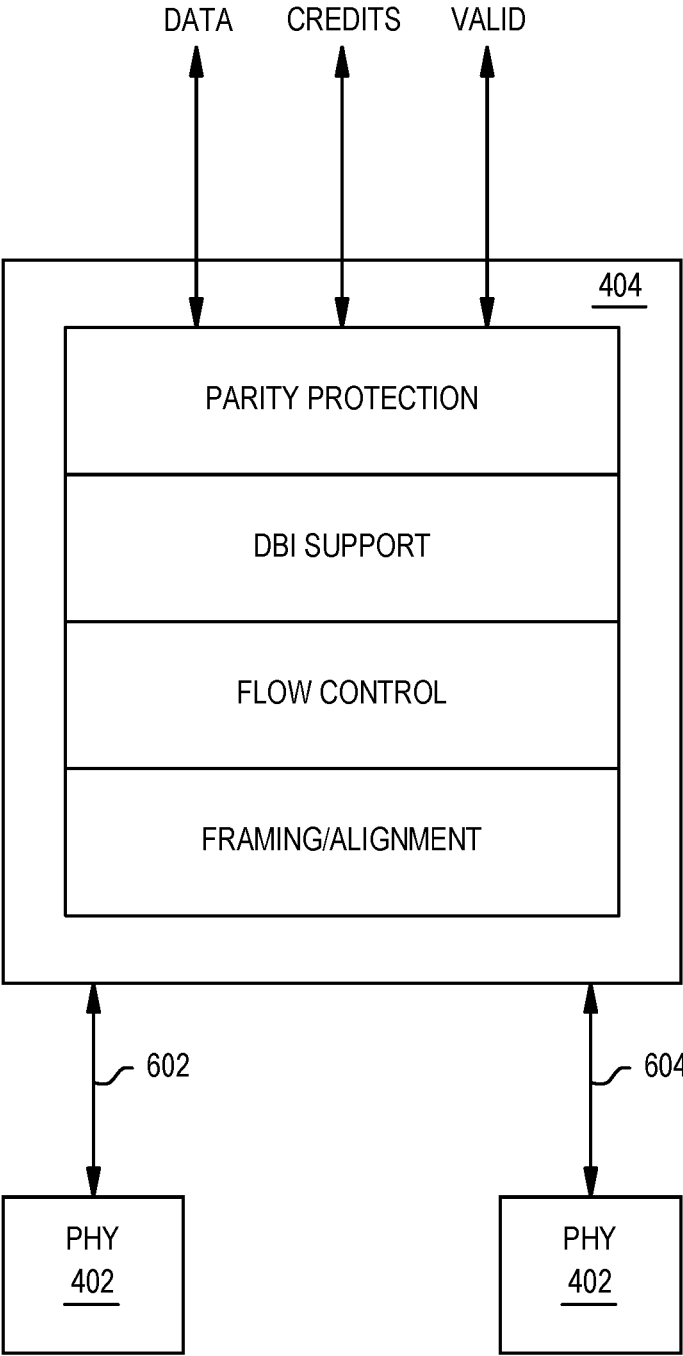 DATA CREDITS VALID
404
PARITY PROTECTION
DBI SUPPORT
FLOW CONTROL
FRAMING/ALIGNMENT
602 604
PHY PHY
402 402